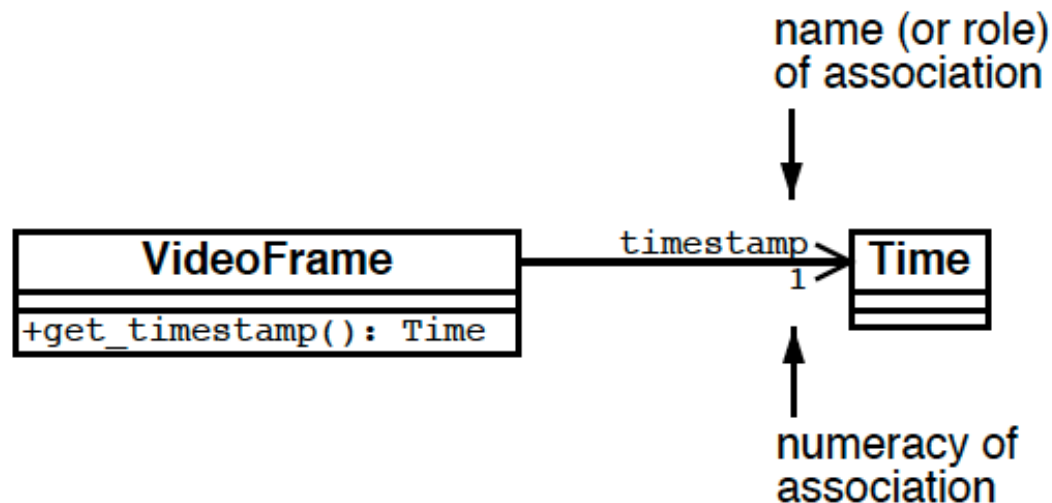 name (or role)
of association
timestamp
1
VideoFrame
+get_timestamp(): Time
Time
numeracy of
association